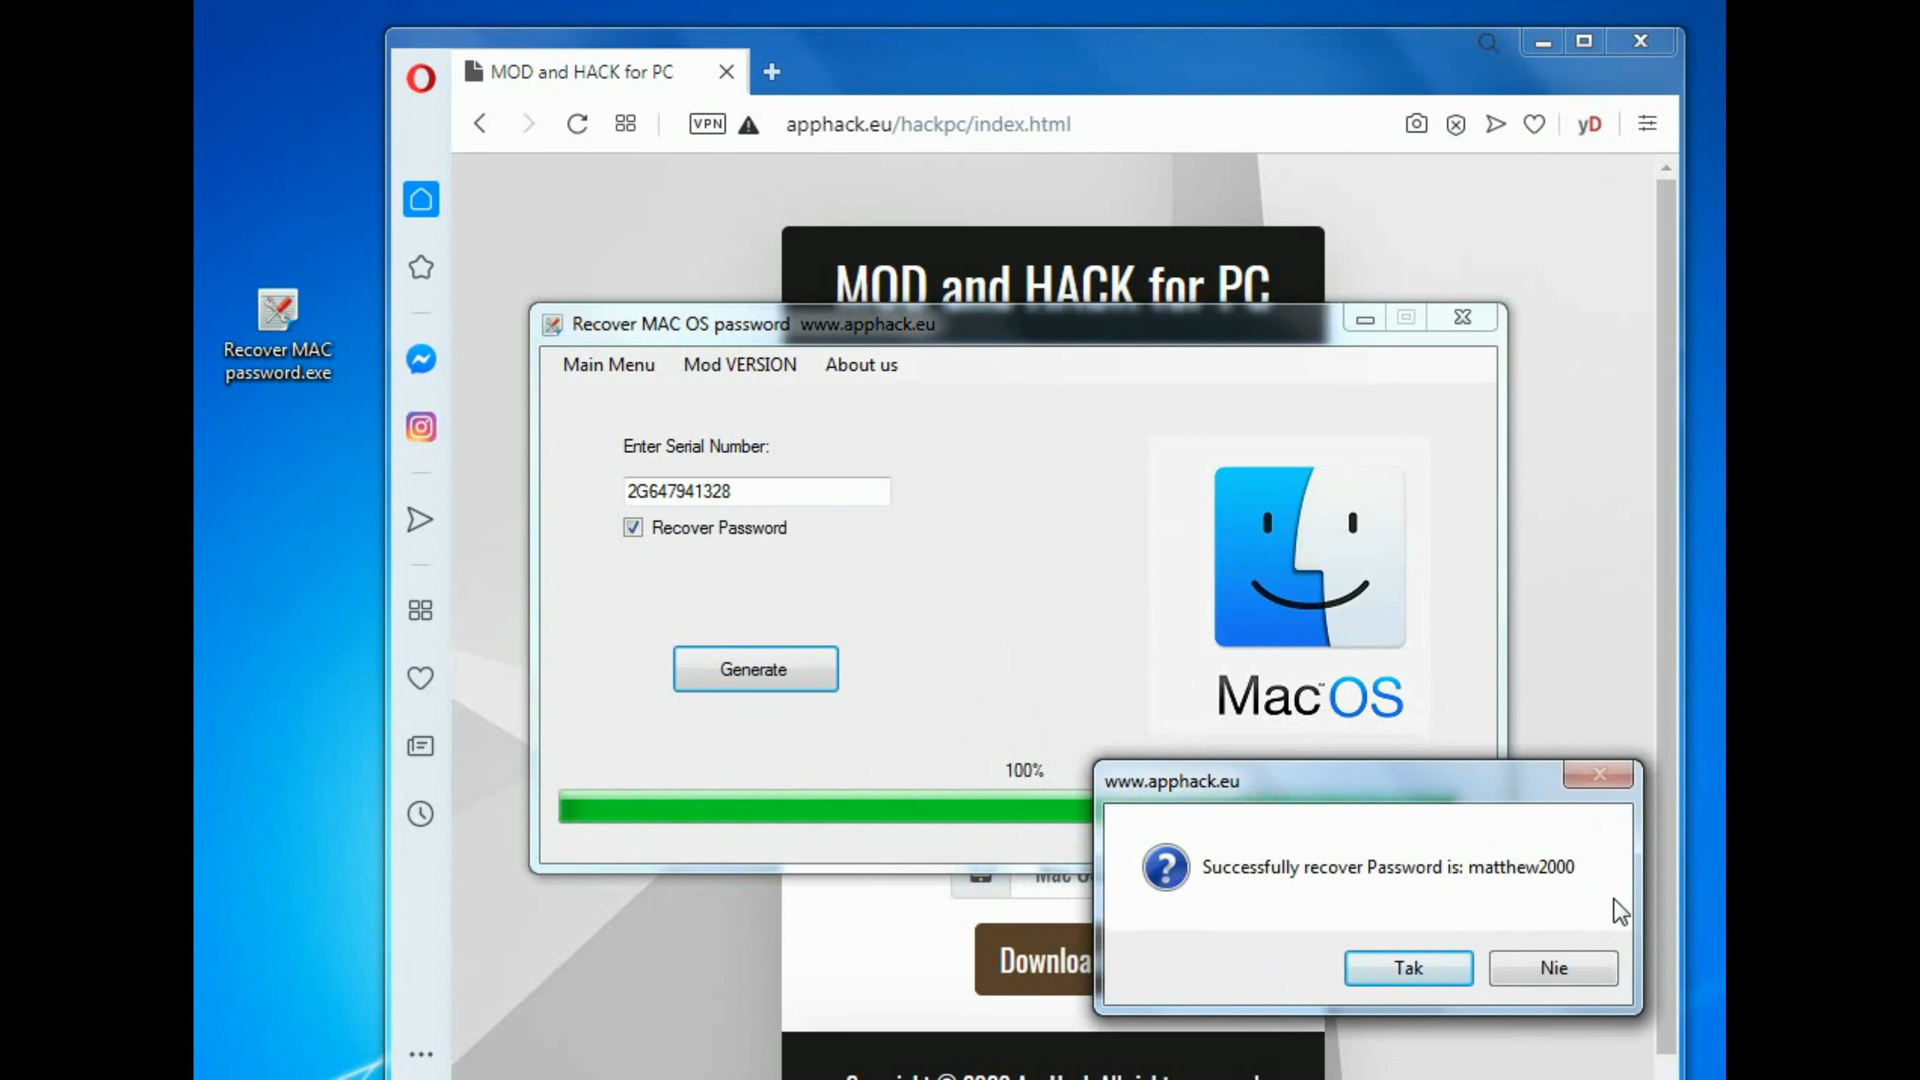 MOD and HACK for PC
VPN
apphack.eu/hackpc/index.html
yD
MOD and HACK for PC
Recover MAC
password.exe
Recover MAC OS password www.apphack.eu
Main Menu Mod VERSION About us
Enter Serial Number:
2G647941328
Recover Password
Generate
Mac OS
100%
www.apphack.eu
Successfully recover Password is: matthew2000
Tak Nie
Mac
Downloa